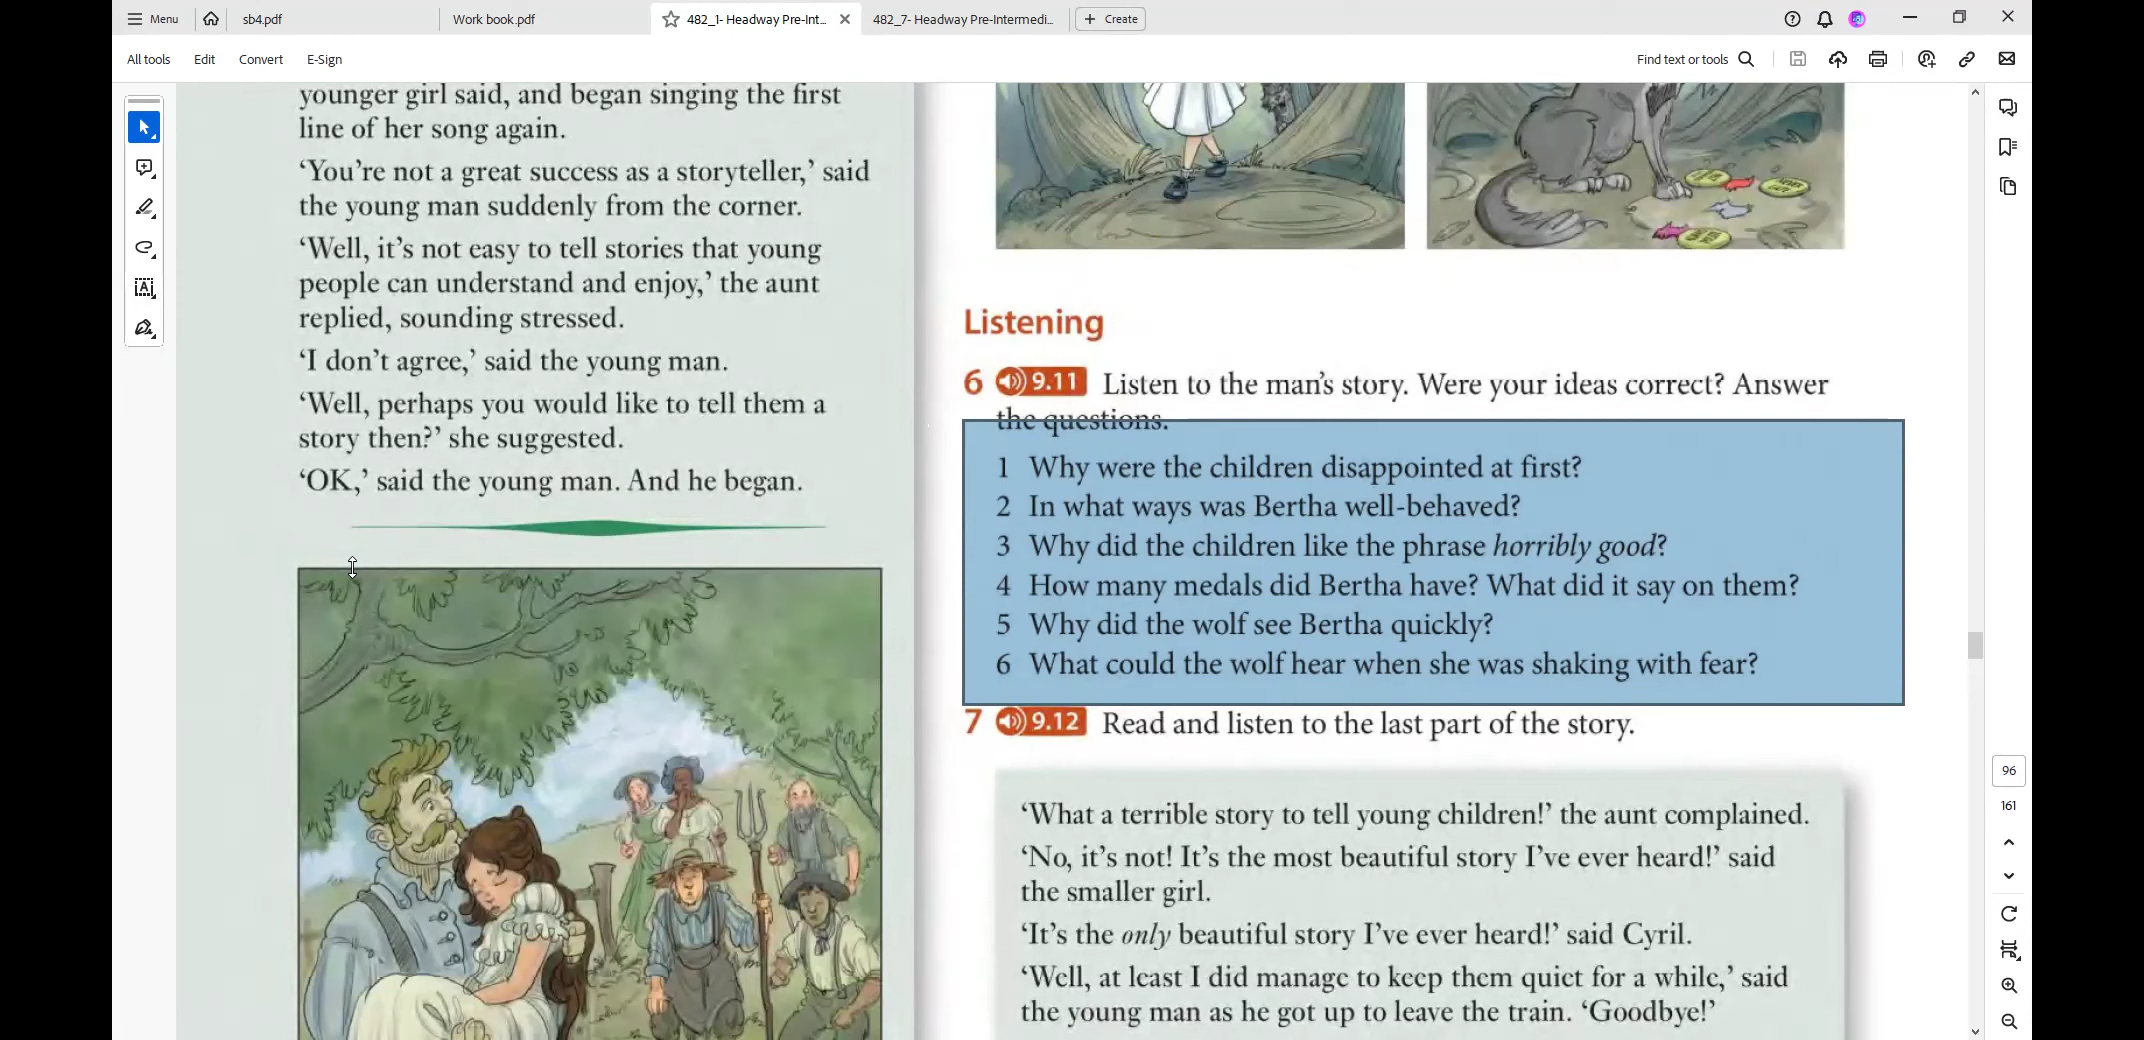 Menu
sb4.pdf
Work book.pdf
482_1- Headway Pre-Int...
482_7- Headway Pre-Intermedi...
Create
All tools
Edit
Convert
E-Sign
Find text or tools
younger girl said, and began singing the first
line of her song again.
‘You’re not a great success as a storyteller,’ said
the young man suddenly from the corner.
‘Well, it’s not easy to tell stories that young
people can understand and enjoy,’ the aunt
replied, sounding stressed.
‘I don’t agree,’ said the young man.
‘Well, perhaps you would like to tell them a
story then?’ she suggested.
‘OK,’ said the young man. And he began.
Listening
6 9.11 Listen to the man’s story. Were your ideas correct? Answer
the questions.
1 Why were the children disappointed at first?
2 In what ways was Bertha well-behaved?
3 Why did the children like the phrase horribly good?
4 How many medals did Bertha have? What did it say on them?
5 Why did the wolf see Bertha quickly?
6 What could the wolf hear when she was shaking with fear?
7 9.12 Read and listen to the last part of the story.
‘What a terrible story to tell young children!’ the aunt complained.
‘No, it’s not! It’s the most beautiful story I’ve ever heard!’ said
the smaller girl.
‘It’s the only beautiful story I’ve ever heard!’ said Cyril.
‘Well, at least I did manage to keep them quiet for a while,’ said
the young man as he got up to leave the train. ‘Goodbye!’
96
161